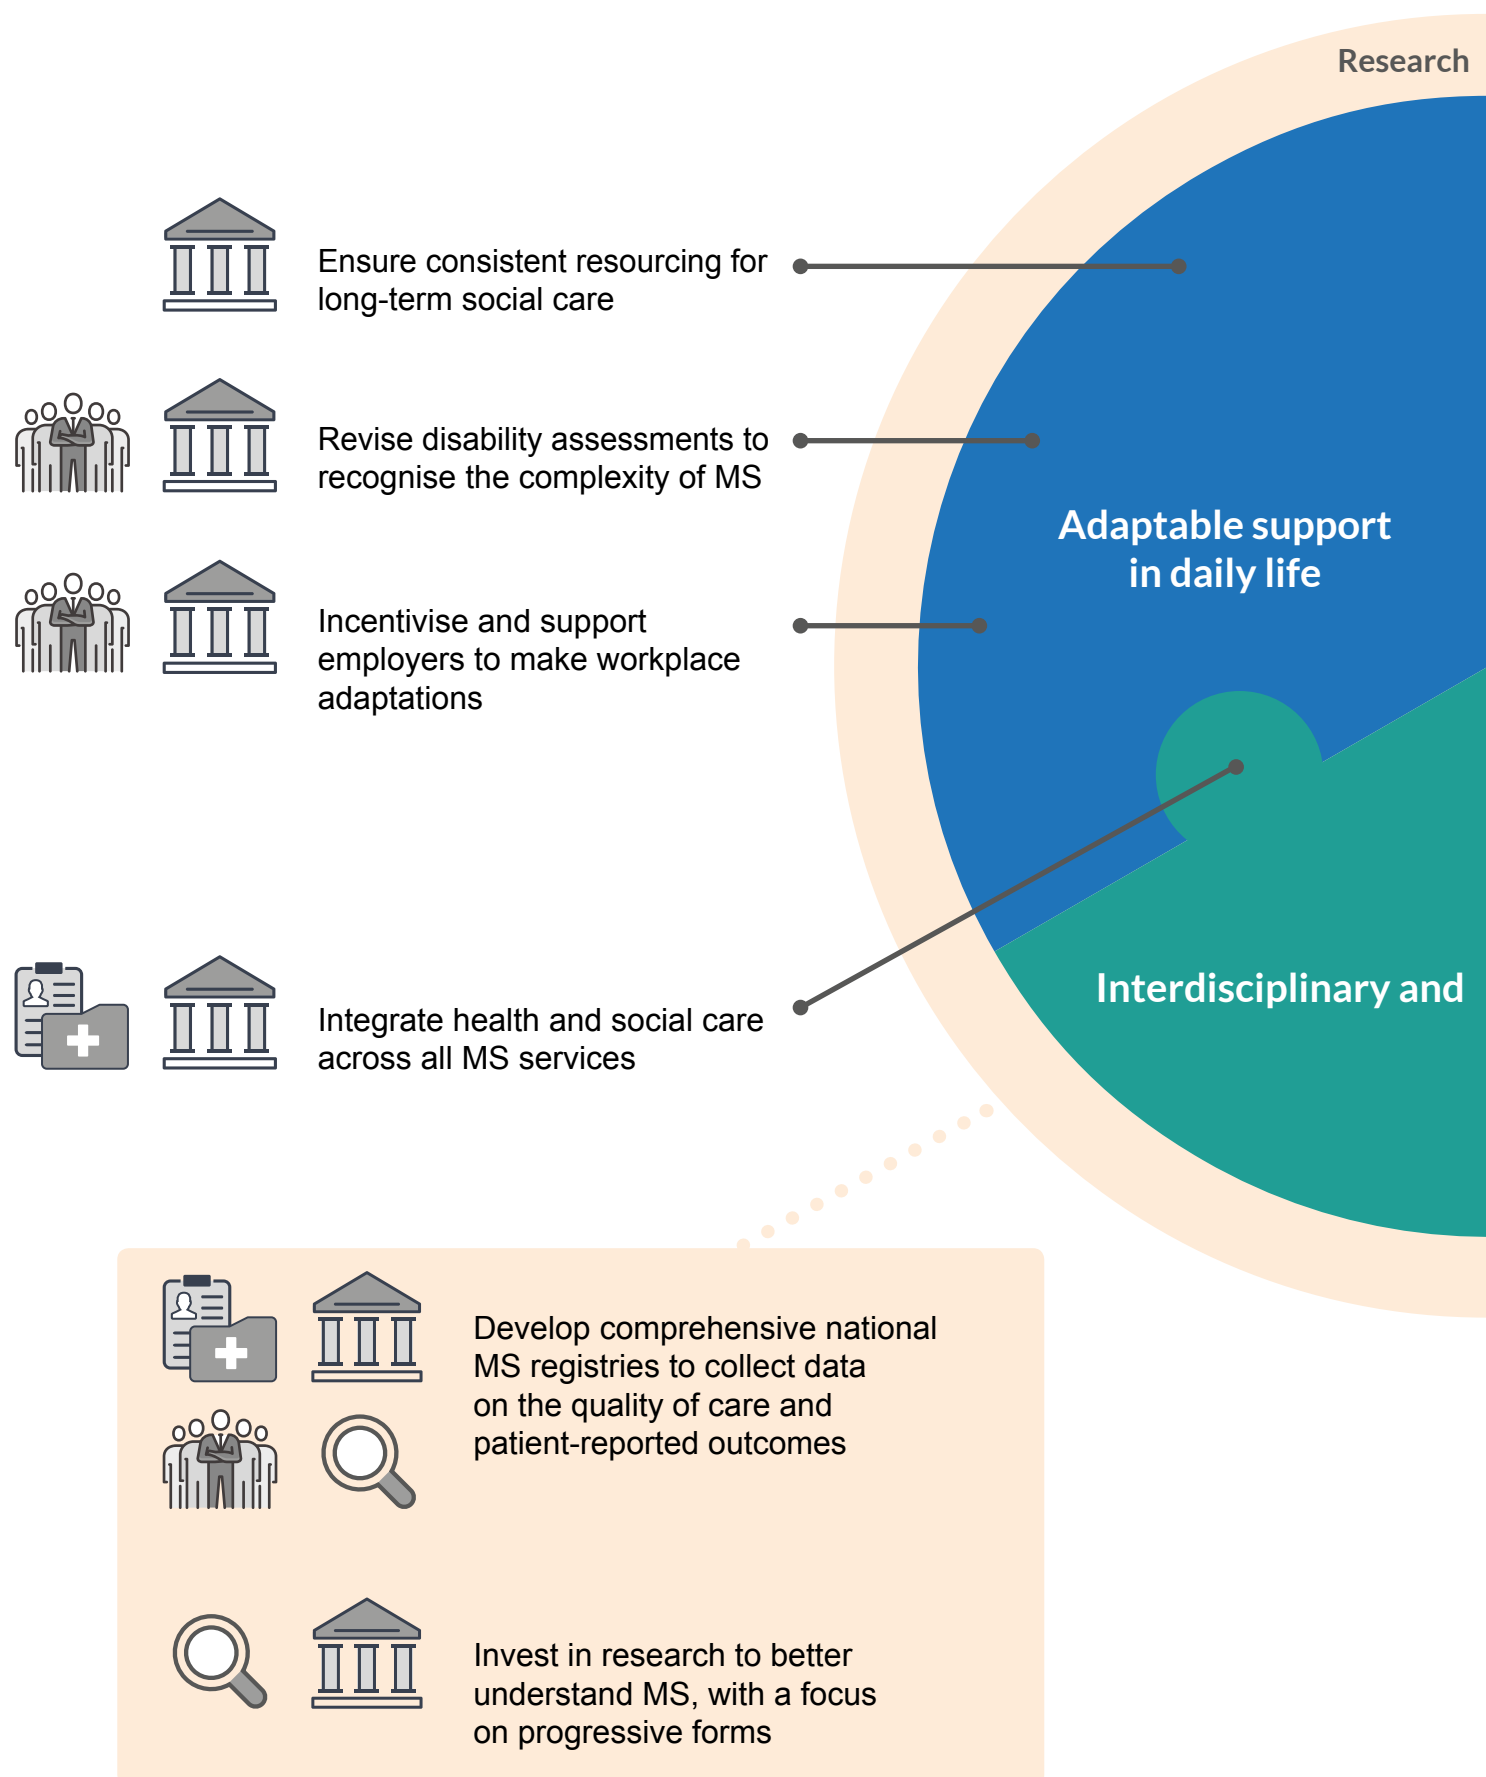 Research
Ensure consistent resourcing for
long-term social care
Revise disability assessments to
recognise the complexity of MS
Adaptable support
in daily life
Incentivise and support
employers to make workplace
adaptations
Interdisciplinary and
Integrate health and social care
across all MS services
Develop comprehensive national
MS registries to collect data
on the quality of care and
patient-reported outcomes
Invest in research to better
understand MS, with a focus
on progressive forms